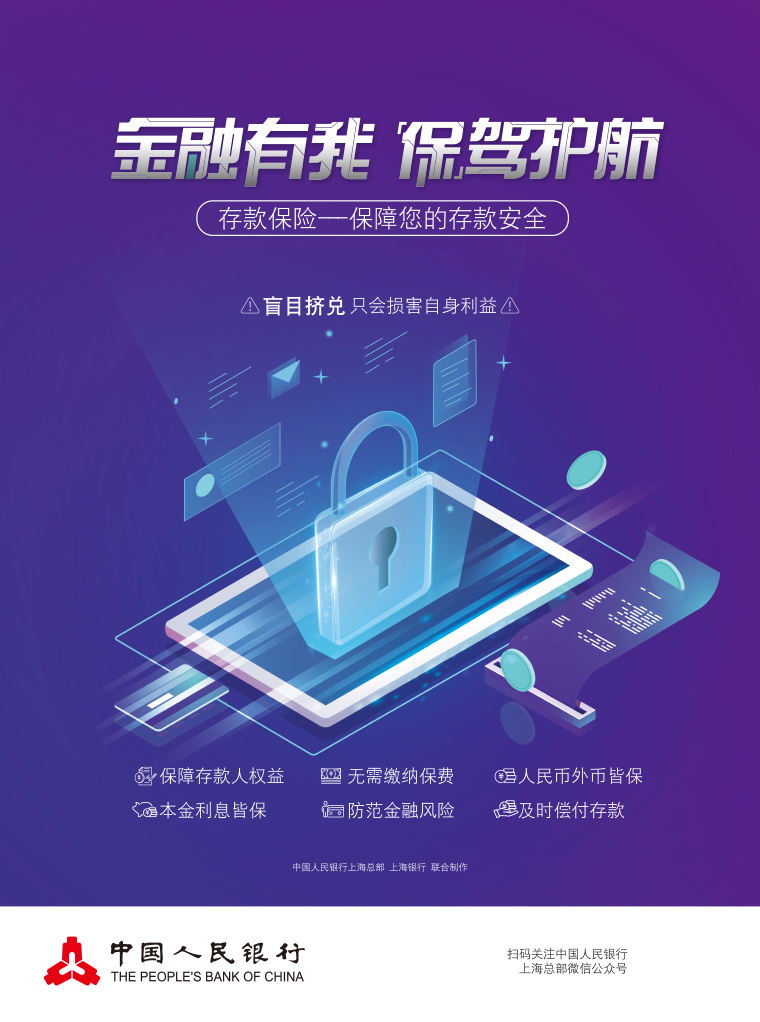 金融有我 保驾护航
存款保险——保障您的存款安全
盲目挤兑 只会损害自身利益
保障存款人权益 无需缴纳保费 人民币外币皆保
本金利息皆保 防范金融风险 及时偿付存款
中国人民银行上海总部 上海银行 联合制作
中国人民银行
THE PEOPLE'S BANK OF CHINA
扫码关注中国人民银行
上海总部微信公众号